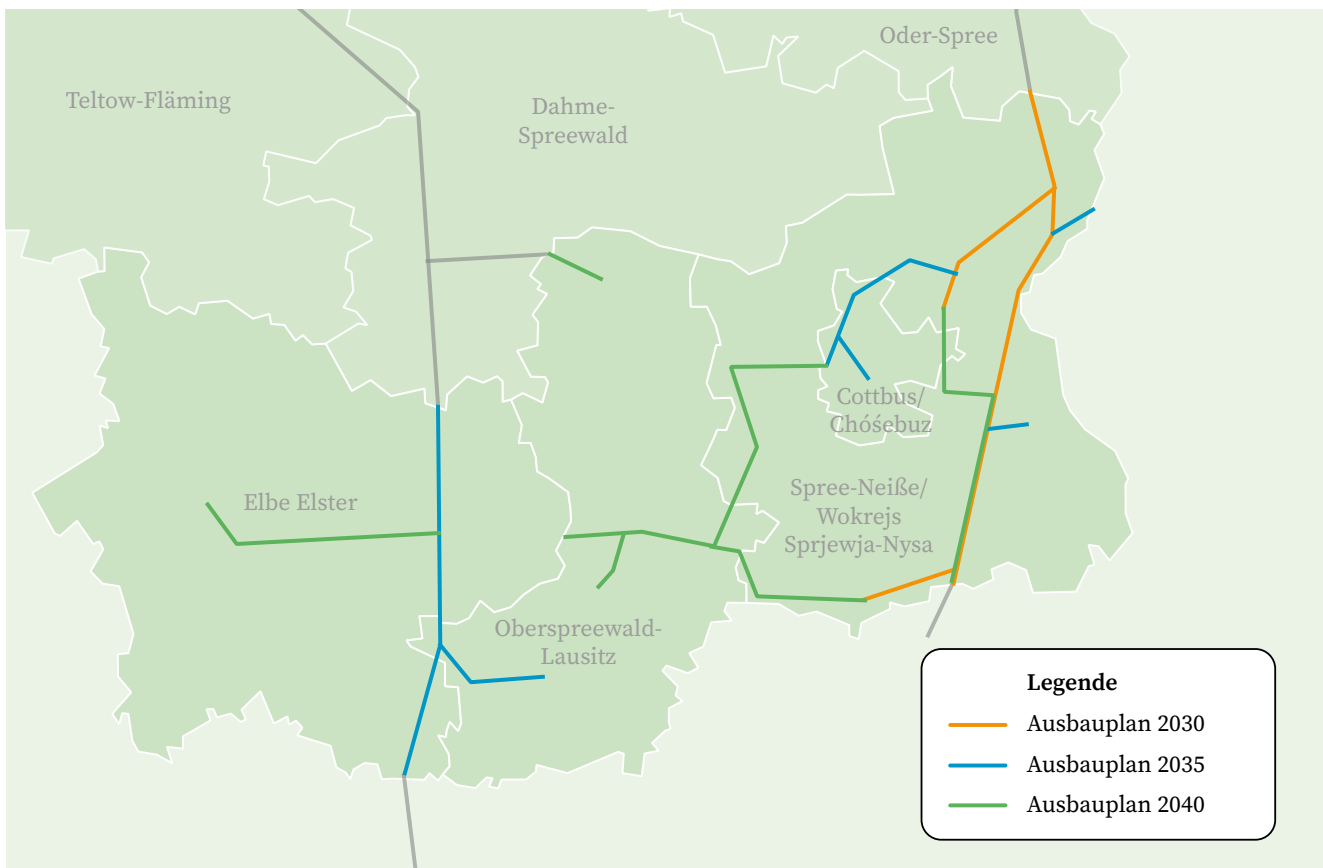 Oder-Spree
Teltow-Fläming
Dahme-
Spreewald
Cottbus/
Chóśebuz
Elbe Elster
Spree-Neiße/
Wokrejs
Sprjewja-Nysa
Oberspreewald-
Lausitz
Legende
Ausbauplan 2030
Ausbauplan 2035
Ausbauplan 2040